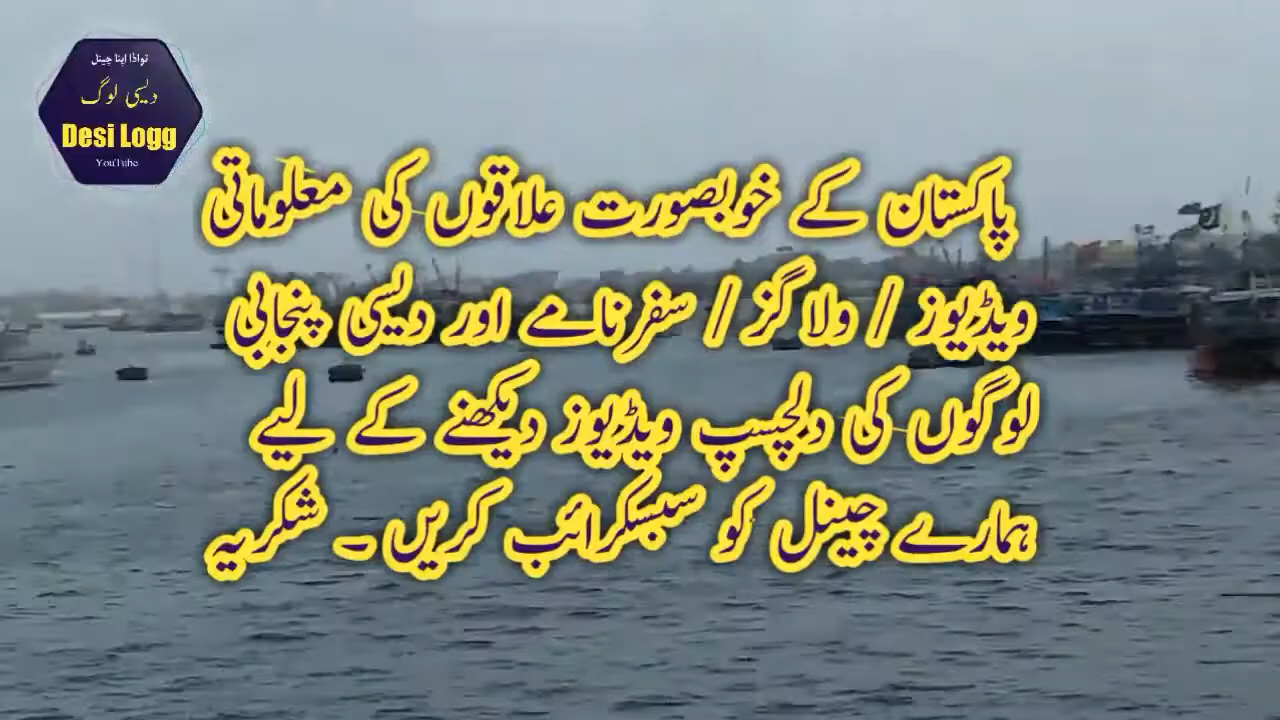 تواڈا اپنا چینل
دیسی لوگ
Desi Logg
YouTube
پاکستان کے خوبصورت علاقوں کی معلوماتی
ویڈیوز / ولاگز / سفرنامے اور دیسی پنجابی
لوگوں کی دلچسپ ویڈیوز دیکھنے کے لیے
ہمارے چینل کو سبسکرائب کریں ۔ شکریہ